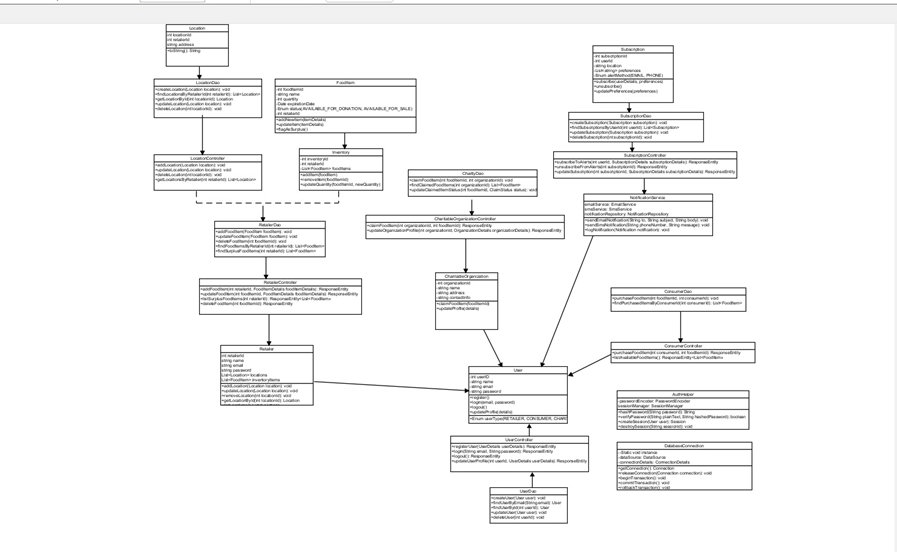 Location
int locationId
int retailerId
string address
+toString(): String
LocationDao
+createLocation(Location location): void
+findLocationsByRetailerId(int retailerId): List<Location>
+getLocationById(int locationId): Location
+updateLocation(Location location): void
+deleteLocation(int locationId): void
LocationController
+addLocation(Location location): void
+updateLocation(Location location): void
+deleteLocation(int locationId): void
+getLocationsByRetailerId(int retailerId): List<Location>
FoodItem
-int foodItemId
-string name
-int quantity
-Date expirationDate
-Enum status(AVAILABLE_FOR_DONATION, AVAILABLE_FOR_SALE)
-int retailerId
+addNewItem(itemDetails)
+updateItem(itemDetails)
+flagAsSurplus()
Inventory
-int inventoryId
-int retailerId
-List<FoodItem> foodItems
+addItem(foodItem)
+removeItem(foodItemId)
+updateQuantity(foodItemId, newQuantity)
RetailerDao
+addFoodItem(FoodItem foodItem): void
+updateFoodItem(FoodItem foodItem): void
+deleteFoodItem(int foodItemId): void
+findFoodItemsByRetailerId(int retailerId): List<FoodItem>
+findSurplusFoodItems(int retailerId): List<FoodItem>
RetailerController
+addFoodItem(int retailerId, FoodItemDetails foodItemDetails): ResponseEntity
+updateFoodItem(int foodItemId, FoodItemDetails foodItemDetails): ResponseEntity
+listSurplusFoodItems(int retailerId): ResponseEntity<List<FoodItem>
+deleteFoodItem(int foodItemId): ResponseEntity
Retailer
int retailerId
string name
string email
string password
List<Location> locations
List<FoodItem> inventoryItems
+addLocation(Location location): void
+updateLocation(Location location): void
+removeLocation(int locationId): void
+getLocationById(int locationId): Location
CharityDao
+claimFoodItem(int foodItemId, int organizationId): void
+findClaimedFoodItems(int organizationId): List<FoodItem>
+updateClaimedItemStatus(int foodItemId, ClaimStatus status): void
CharitableOrganizationController
+claimFoodItem(int organizationId, int foodItemId): ResponseEntity
+updateOrganizationProfile(int organizationId, OrganizationDetails organizationDetails): ResponseEntity
CharitableOrganization
-int organizationId
-string name
-string address
-string contactInfo
+claimFoodItem(foodItemId)
+updateProfile(details)
Subscription
-int subscriptionId
-int userId
-string location
-List<string> preferences
-Enum alertMethod(EMAIL, PHONE)
+subscribe(userDetails, preferences)
+unsubscribe()
+updatePreferences(preferences)
SubscriptionDao
+createSubscription(Subscription subscription): void
+findSubscriptionsByUserId(int userId): List<Subscription>
+updateSubscription(Subscription subscription): void
+deleteSubscription(int subscriptionId): void
SubscriptionController
+subscribeToAlerts(int userId, SubscriptionDetails subscriptionDetails): ResponseEntity
+unsubscribeFromAlerts(int subscriptionId): ResponseEntity
+updateSubscription(int subscriptionId, SubscriptionDetails subscriptionDetails): ResponseEntity
NotificationService
emailService: EmailService
smsService: SmsService
notificationRepository: NotificationRepository
+sendEmailNotification(String to, String subject, String body): void
+sendSmsNotification(String phoneNumber, String message): void
+logNotification(Notification notification): void
ConsumerDao
+purchaseFoodItem(int foodItemId, int consumerId): void
+findPurchasedItemsByConsumerId(int consumerId): List<FoodItem>
ConsumerController
+purchaseFoodItem(int consumerId, int foodItemId): ResponseEntity
+listAvailableFoodItems(): ResponseEntity<List<FoodItem>
User
-int userID
-string name
-string email
-string password
+register()
+login(email, password)
+logout()
+updateProfile(details)
+Enum userType(RETAILER, CONSUMER, CHARI
UserController
+registerUser(UserDetails userDetails): ResponseEntity
+login(String email, String password): ResponseEntity
+logout(): ResponseEntity
+updateUserProfile(int userId, UserDetails userDetails): ResponseEntity
UserDao
+createUser(User user): void
+findUserByEmail(String email): User
+findUserById(int userId): User
+updateUser(User user): void
+deleteUser(int userId): void
AuthHelper
-passwordEncoder: PasswordEncoder
sessionManager: SessionManager
+hashPassword(String password): String
+verifyPassword(String plainText, String hashedPassword): boolean
+createSession(User user): Session
+destroySession(String sessionId): void
DatabaseConnection
-Static void instance
-dataSource: DataSource
-connectionDetails: ConnectionDetails
+getConnection(): Connection
+releaseConnection(Connection connection): void
+beginTransaction(): void
+commitTransaction(): void
+rollbackTransaction(): void